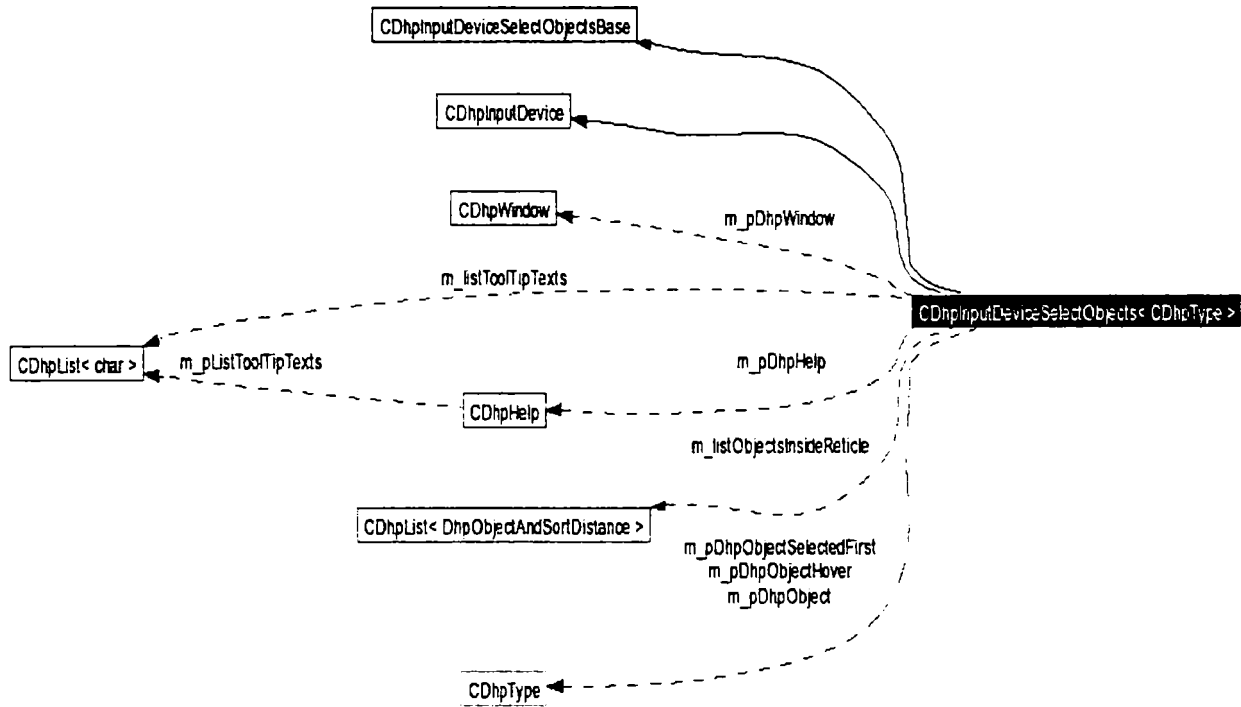 CDhpInputDeviceSelectObjectsBase
CDhpInputDevice
CDhpWindow
m_pDhpWindow
m_listToolTipTexts
CDhpInputDeviceSelectObjects< CDhpType >
CDhpList< char >
m_pListToolTipTexts
m_pDhpHelp
CDhpHelp
m_listObjectsInsideReticle
CDhpList< DhpObjectAndSortDistance >
m_pDhpObjectSelectedFirst
m_pDhpObjectHover
m_pDhpObject
CDhpType